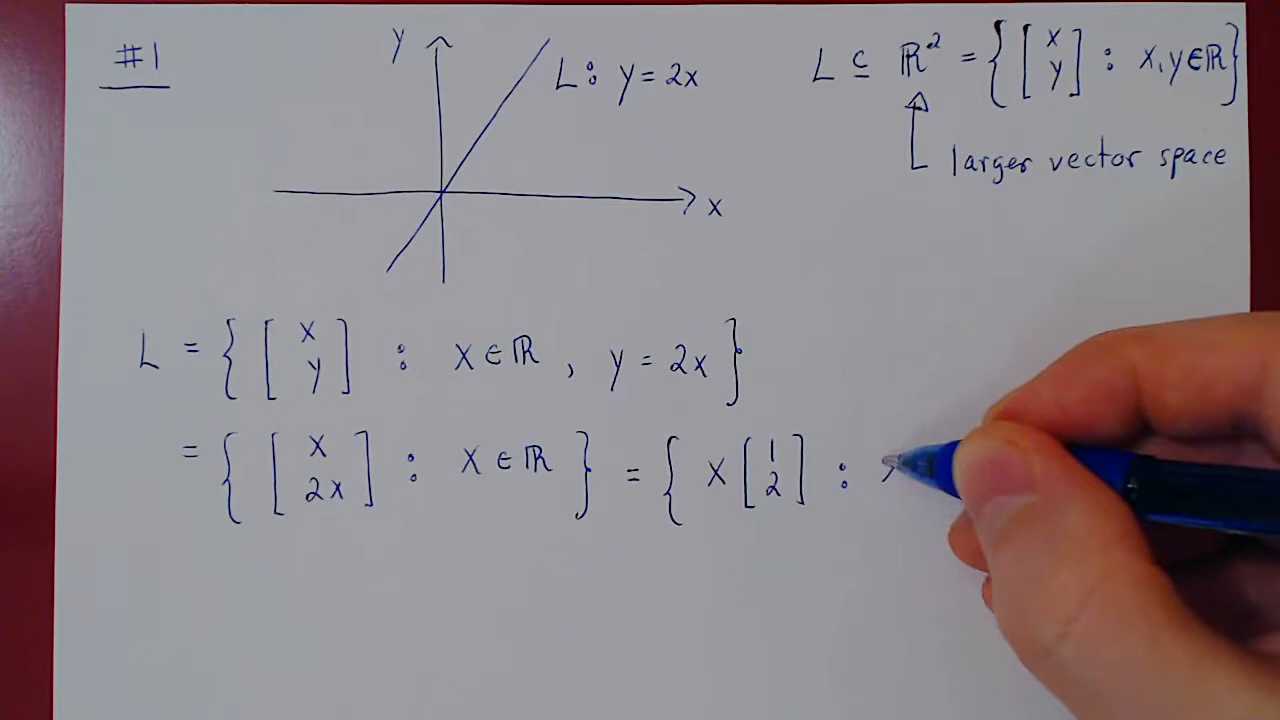 #1
y
L: y = 2x
x
L ⊆ ℝ² = { [ x y ] : x, y ∈ ℝ }
larger vector space
L = { [ x y ] : x ∈ ℝ , y = 2x }
= { [ x 2x ] : x ∈ ℝ } = { x [ 1 2 ] :